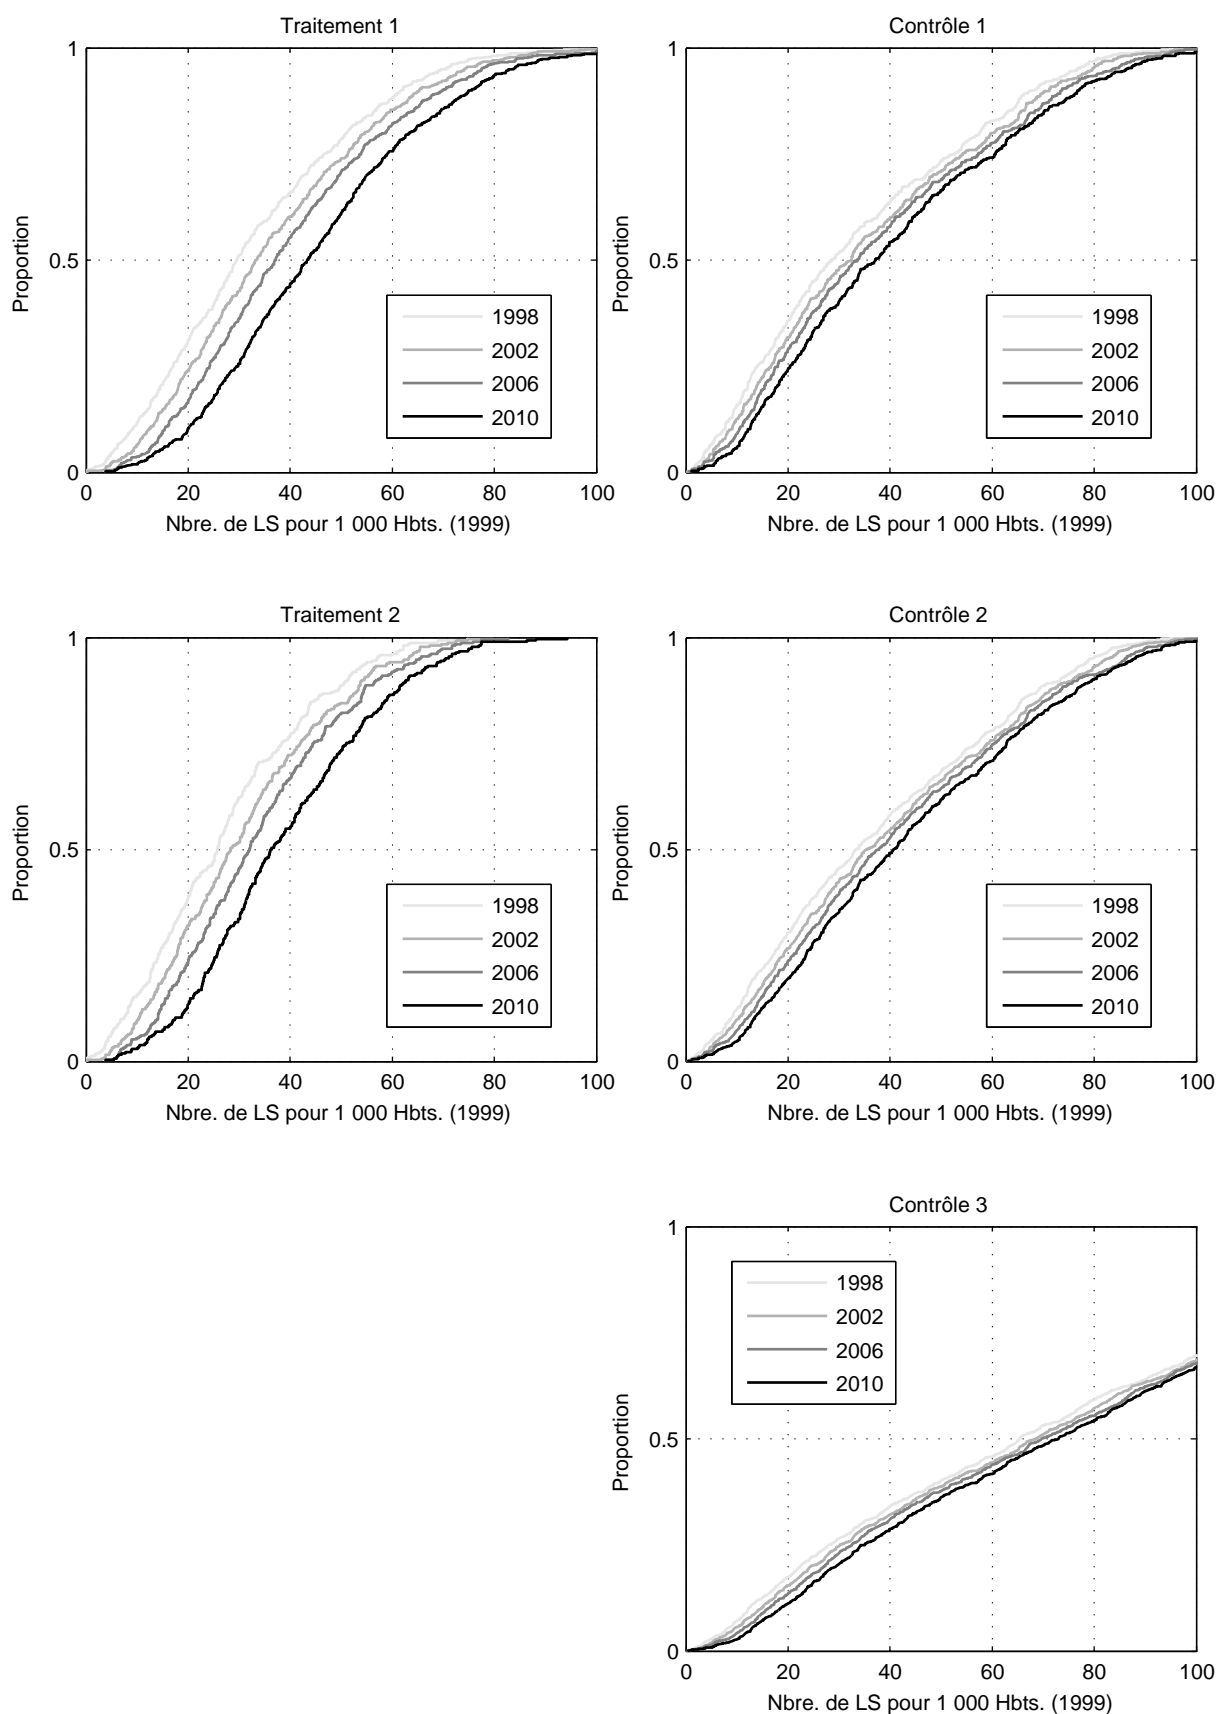 Traitement 1
1
0.5
0
Proportion
1998
2002
2006
2010
0 20 40 60 80 100
Nbre. de LS pour 1 000 Hbts. (1999)
Contrôle 1
1
0.5
0
Proportion
1998
2002
2006
2010
0 20 40 60 80 100
Nbre. de LS pour 1 000 Hbts. (1999)
Traitement 2
1
0.5
0
Proportion
1998
2002
2006
2010
0 20 40 60 80 100
Nbre. de LS pour 1 000 Hbts. (1999)
Contrôle 2
1
0.5
0
Proportion
1998
2002
2006
2010
0 20 40 60 80 100
Nbre. de LS pour 1 000 Hbts. (1999)
Contrôle 3
1
0.5
0
Proportion
1998
2002
2006
2010
0 20 40 60 80 100
Nbre. de LS pour 1 000 Hbts. (1999)